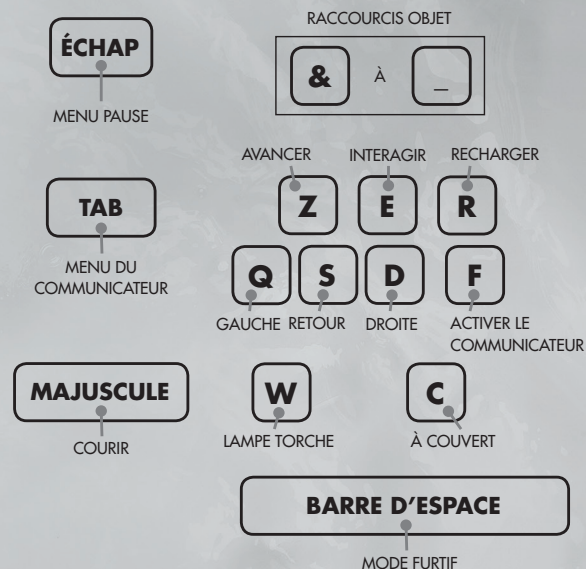 RACCOURCIS OBJET
ÉCHAP
& À _
MENU PAUSE
AVANCER INTERAGIR RECHARGER
TAB
Z E R
MENU DU
COMMUNICATEUR
Q S D F
GAUCHE RETOUR DROITE ACTIVER LE
COMMUNICATEUR
MAJUSCULE
W C
COURIR
LAMPE TORCHE À COUVERT
BARRE D'ESPACE
MODE FURTIF